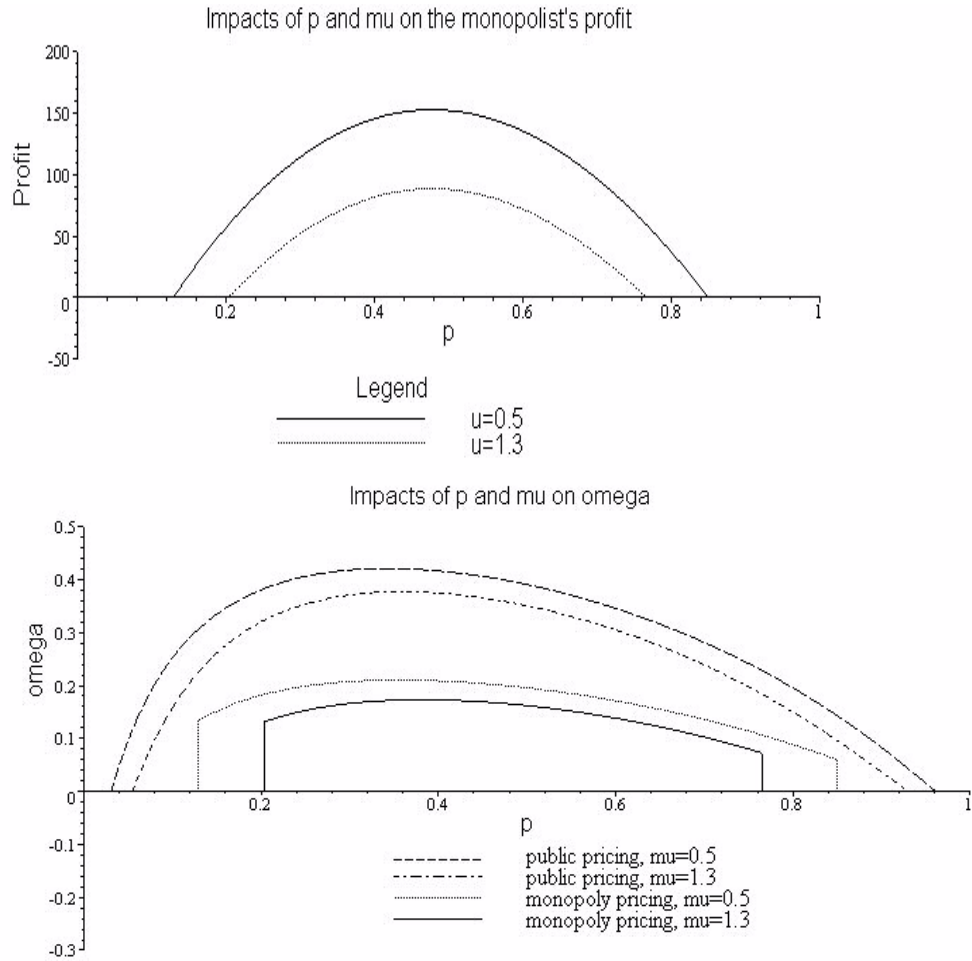 Impacts of p and mu on the monopolist's profit
200
150
100
50
0
-50
Profit
0.2 0.4 0.6 0.8 1
p
Legend
u=0.5
u=1.3
Impacts of p and mu on omega
0.5
0.4
0.3
0.2
0.1
0
-0.1
-0.2
-0.3
omega
0.2 0.4 0.6 0.8 1
p
public pricing, mu=0.5
public pricing, mu=1.3
monopoly pricing, mu=0.5
monopoly pricing, mu=1.3